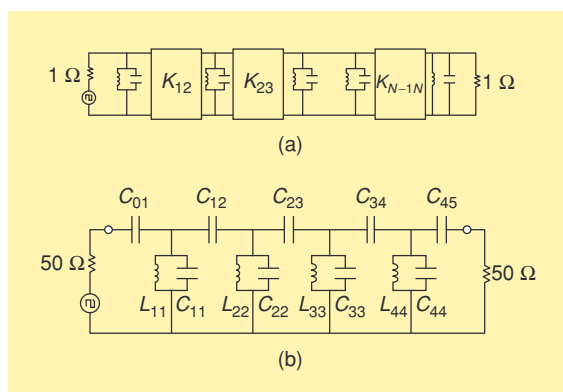 1 Ω K12 K23 KN–1N 1 Ω
(a)
C01 C12 C23 C34 C45
50 Ω 50 Ω
L11 C11 L22 C22 L33 C33 L44 C44
(b)